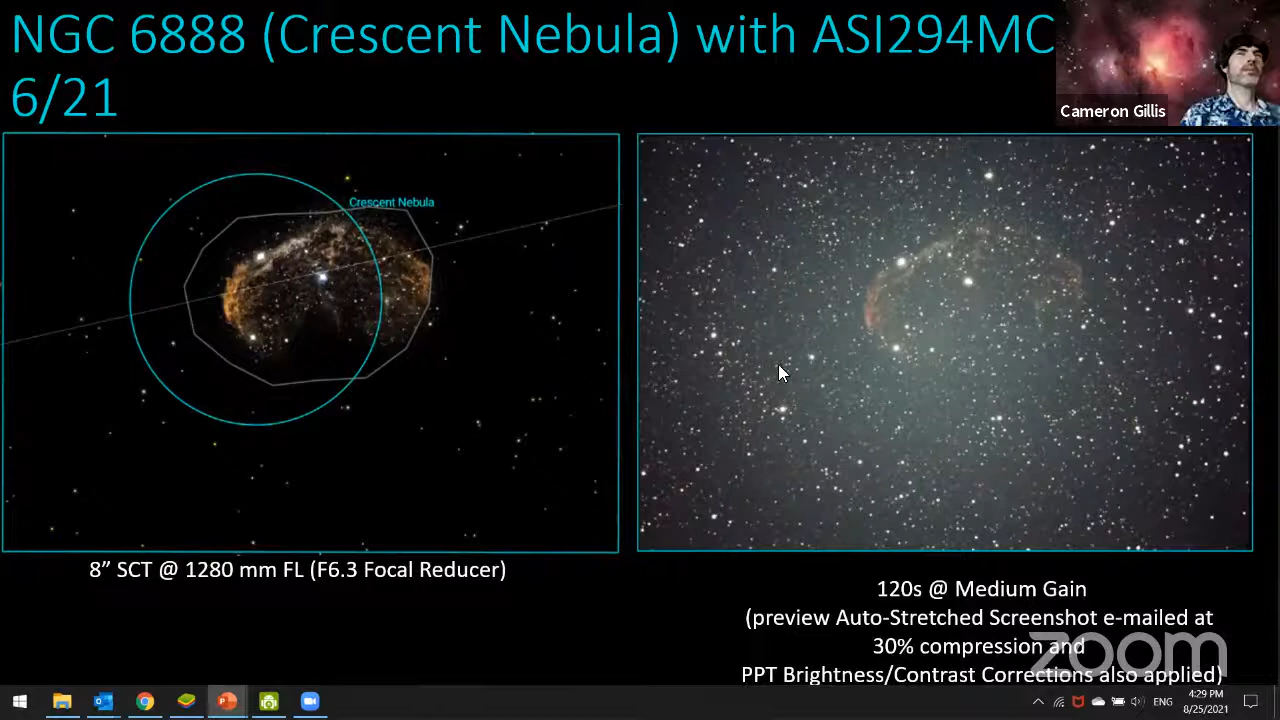 NGC 6888 (Crescent Nebula) with ASI294MC
6/21
Cameron Gillis
Crescent Nebula
8” SCT @ 1280 mm FL (F6.3 Focal Reducer)
120s @ Medium Gain
(preview Auto-Stretched Screenshot e-mailed at
30% compression and
PPT Brightness/Contrast Corrections also applied)
zoom
ENG
4:29 PM
8/25/2021